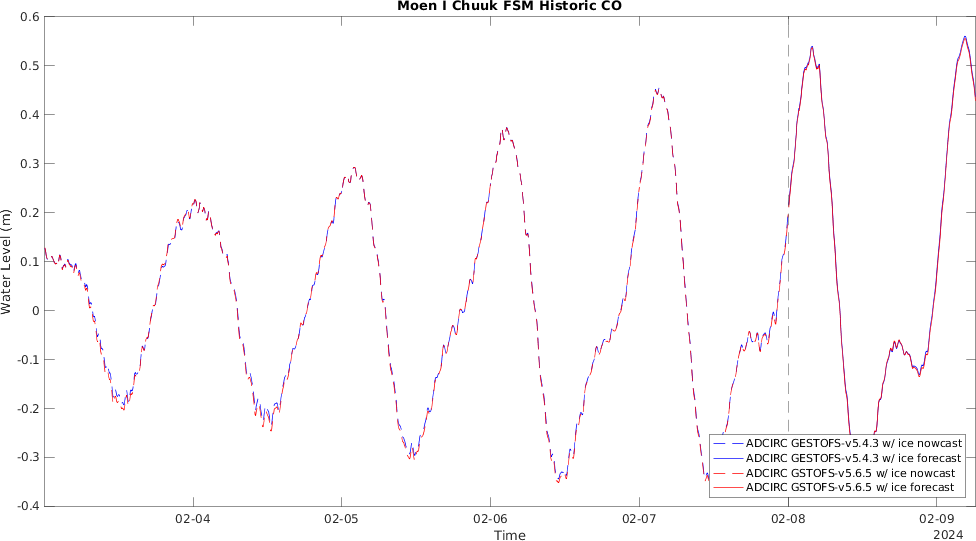 Moen I Chuuk FSM Historic CO
0.6
0.5
0.4
0.3
0.2
0.1
0
-0.1
-0.2
-0.3
-0.4
Water Level (m)
ADCIRC GESTOFS-v5.4.3 w/ ice nowcast
ADCIRC GESTOFS-v5.4.3 w/ ice forecast
ADCIRC GSTOFS-v5.6.5 w/ ice nowcast
ADCIRC GSTOFS-v5.6.5 w/ ice forecast
02-04 02-05 02-06 02-07 02-08 02-09
Time 2024